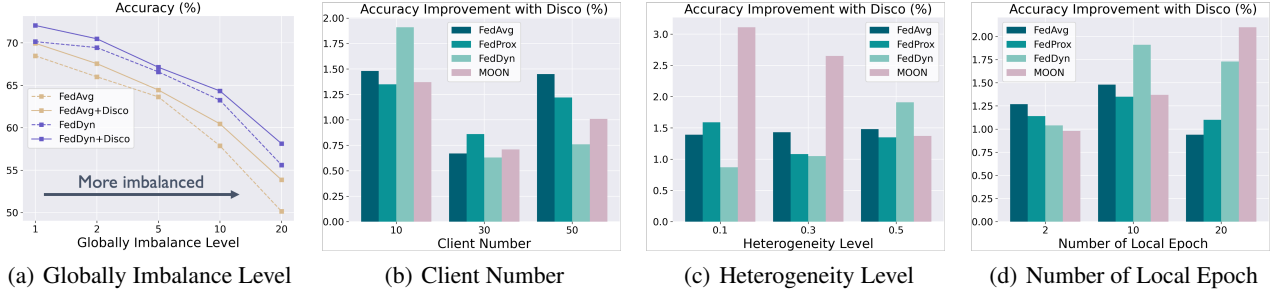 Accuracy (%)
70
65
60
55
50
FedAvg
FedAvg+Disco
FedDyn
FedDyn+Disco
More imbalanced
1 2 5 10 20
Globally Imbalance Level
(a) Globally Imbalance Level
Accuracy Improvement with Disco (%)
2.00
1.75
1.50
1.25
1.00
0.75
0.50
0.25
0.00
FedAvg
FedProx
FedDyn
MOON
10 30 50
Client Number
(b) Client Number
Accuracy Improvement with Disco (%)
3.0
2.5
2.0
1.5
1.0
0.5
0.0
FedAvg
FedProx
FedDyn
MOON
0.1 0.3 0.5
Heterogeneity Level
(c) Heterogeneity Level
Accuracy Improvement with Disco (%)
2.00
1.75
1.50
1.25
1.00
0.75
0.50
0.25
0.00
FedAvg
FedProx
FedDyn
MOON
2 10 20
Number of Local Epoch
(d) Number of Local Epoch